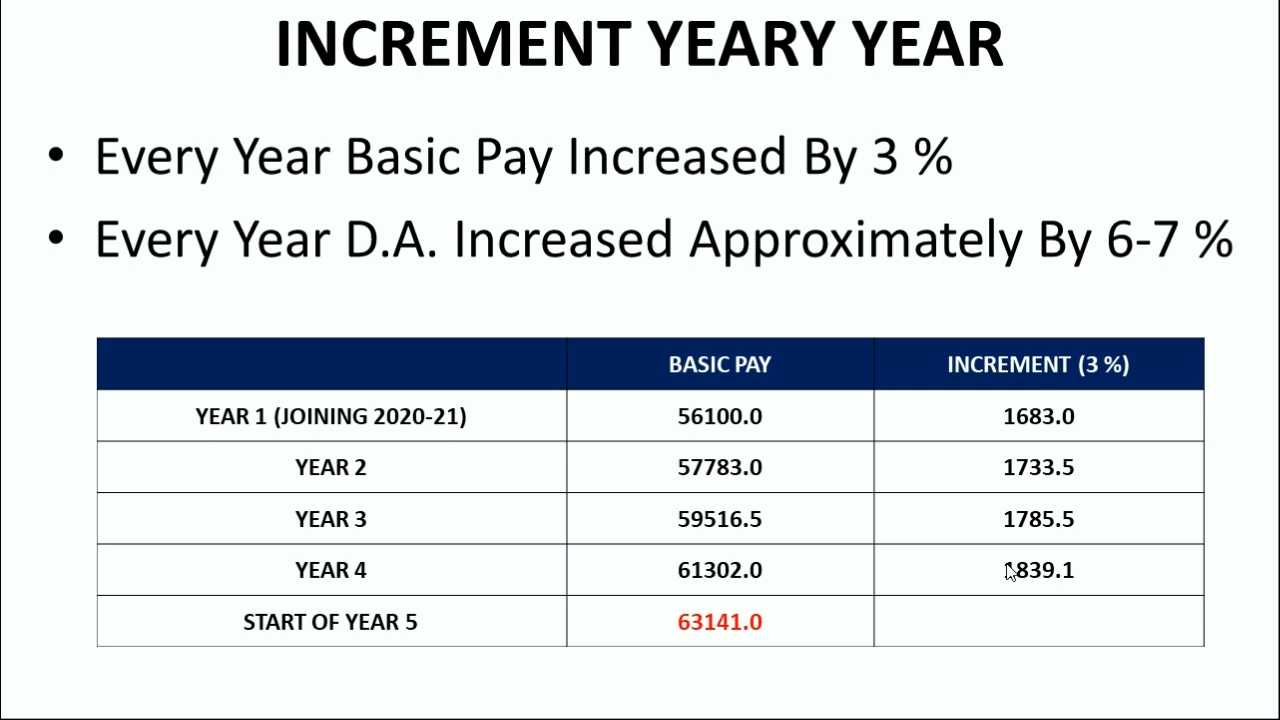 INCREMENT YEARY YEAR
• Every Year Basic Pay Increased By 3 %
• Every Year D.A. Increased Approximately By 6-7 %
BASIC PAY INCREMENT (3 %)
YEAR 1 (JOINING 2020-21) 56100.0 1683.0
YEAR 2 57783.0 1733.5
YEAR 3 59516.5 1785.5
YEAR 4 61302.0 1839.1
START OF YEAR 5 63141.0